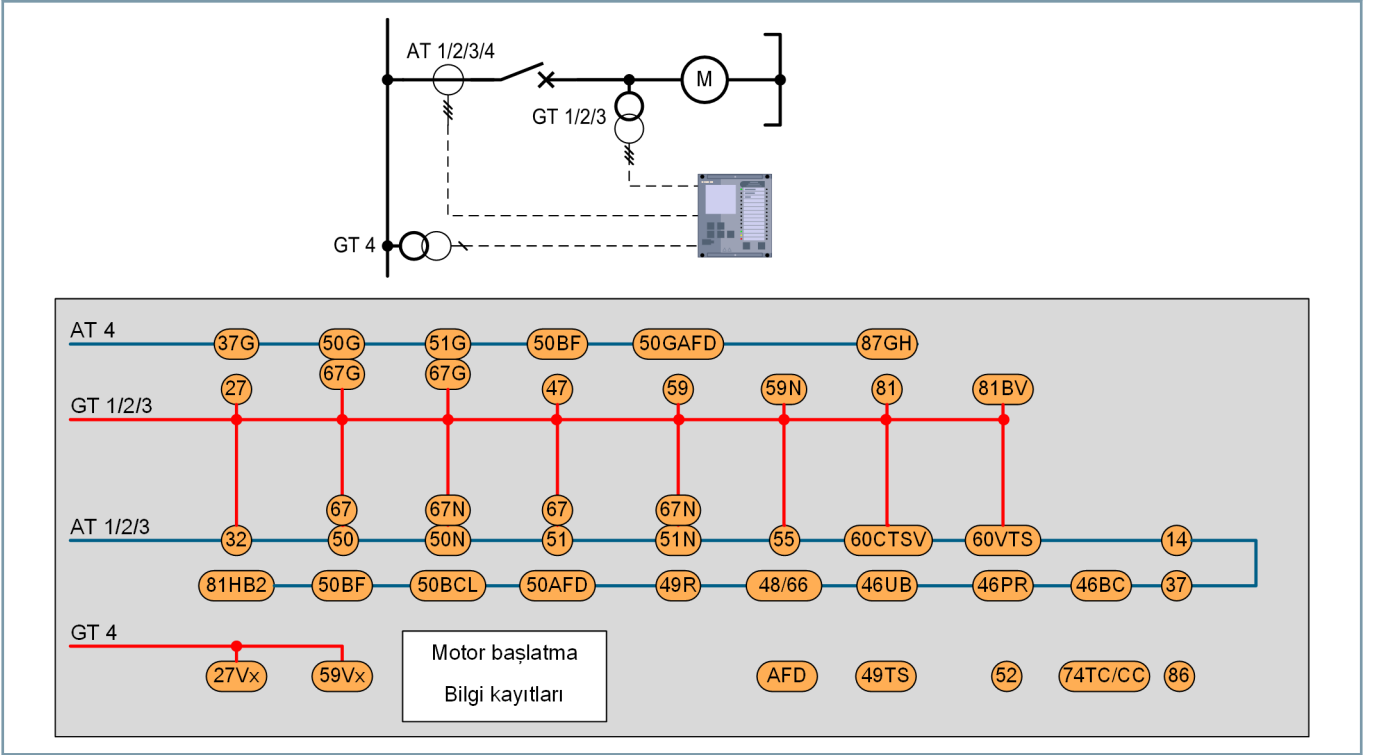 AT 1/2/3/4
M
GT 1/2/3
GT 4
AT 4
37G 50G 51G 50BF 50GAFD 87GH
67G 67G
27 47 59 59N 81 81BV
GT 1/2/3
67 67N 67 67N
AT 1/2/3
32 50 50N 51 51N 55 60CTSV 60VTS 14
81HB2 50BF 50BCL 50AFD 49R 48/66 46UB 46PR 46BC 37
GT 4
27Vx 59Vx
Motor başlatma
Bilgi kayıtları
AFD 49TS 52 74TC/CC 86